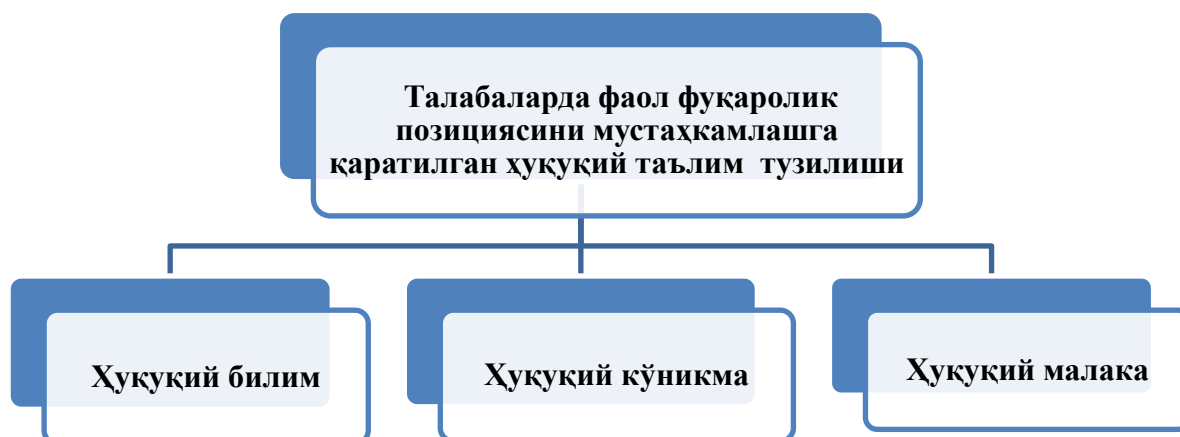 Талабаларда фаол фуқаролик
позициясини мустаҳкамлашга
қаратилган ҳуқуқий таълим тузилиши
Ҳуқуқий билим
Ҳуқуқий кўникма
Ҳуқуқий малака